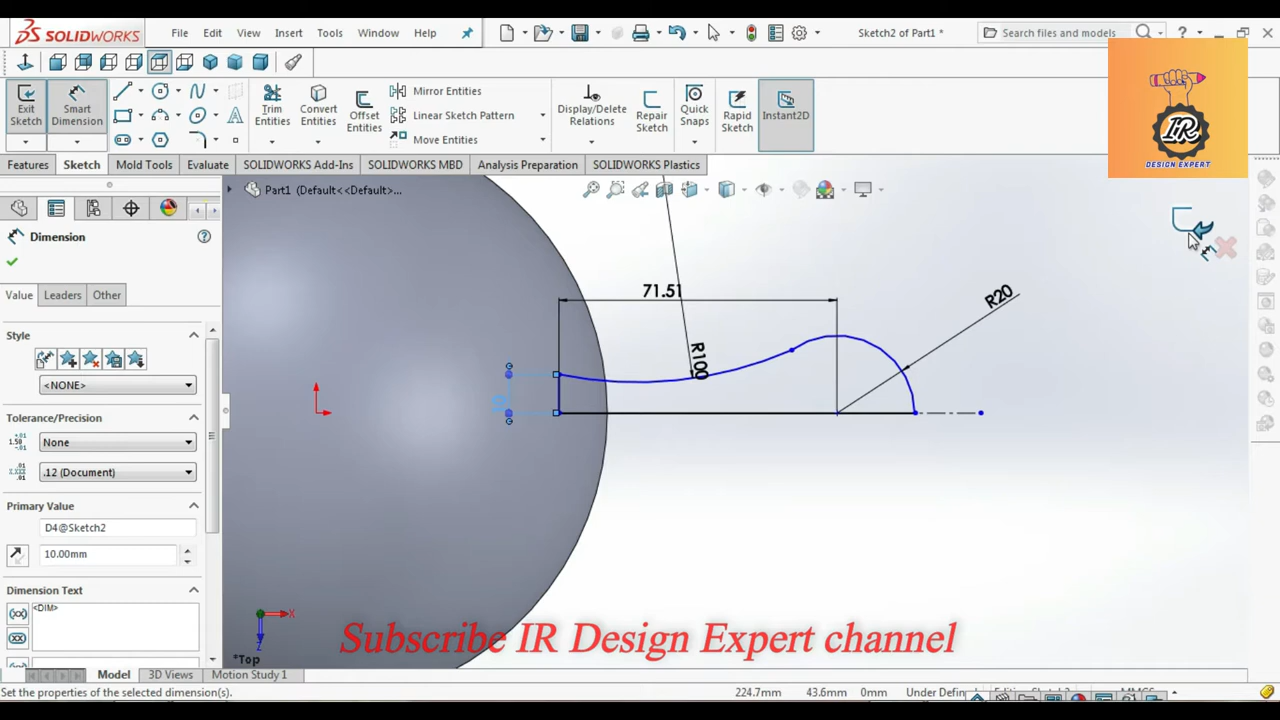 SOLIDWORKS File Edit View Insert Tools Window Help Sketch2 of Part1 * Search files and models
Exit Sketch
Smart Dimension
Trim Entities
Convert Entities
Offset Entities
Mirror Entities
Linear Sketch Pattern
Move Entities
Display/Delete Relations
Repair Sketch
Quick Snaps
Rapid Sketch
Instant2D
IR
DESIGN EXPERT
Features Sketch Mold Tools Evaluate SOLIDWORKS Add-Ins SOLIDWORKS MBD Analysis Preparation SOLIDWORKS Plastics
Part1 (Default<<Default>...
Dimension
Value Leaders Other
Style
<NONE>
Tolerance/Precision
None
.12 (Document)
Primary Value
D4@Sketch2
10.00mm
Dimension Text
<DIM>
71.51
R20
R100
10
X
Z
*Top
Subscribe IR Design Expert channel
Model 3D Views Motion Study 1
Set the properties of the selected dimension(s). 224.7mm 43.6mm 0mm